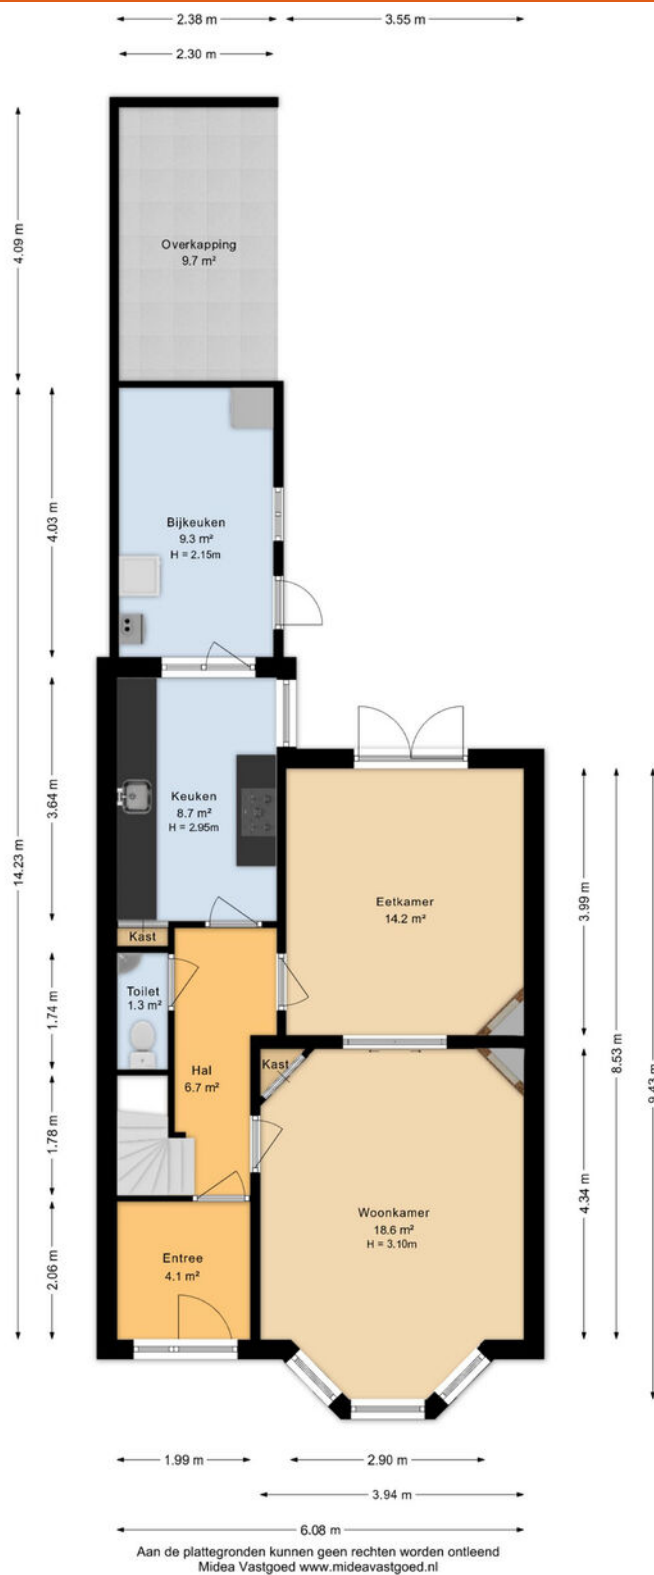 2.38 m
3.55 m
2.30 m
4.09 m
Overkapping
9.7 m²
4.03 m
Bijkeuken
9.3 m²
H = 2.15m
14.23 m
3.64 m
Keuken
8.7 m²
H = 2.95m
Kast
Eetkamer
14.2 m²
3.99 m
8.53 m
9.43 m
1.74 m
Toilet
1.3 m²
Hal
6.7 m²
Kast
1.78 m
4.34 m
Woonkamer
18.6 m²
H = 3.10m
2.06 m
Entree
4.1 m²
1.99 m
2.90 m
3.94 m
6.08 m
Aan de plattegronden kunnen geen rechten worden ontleend
Midea Vastgoed www.mideavastgoed.nl